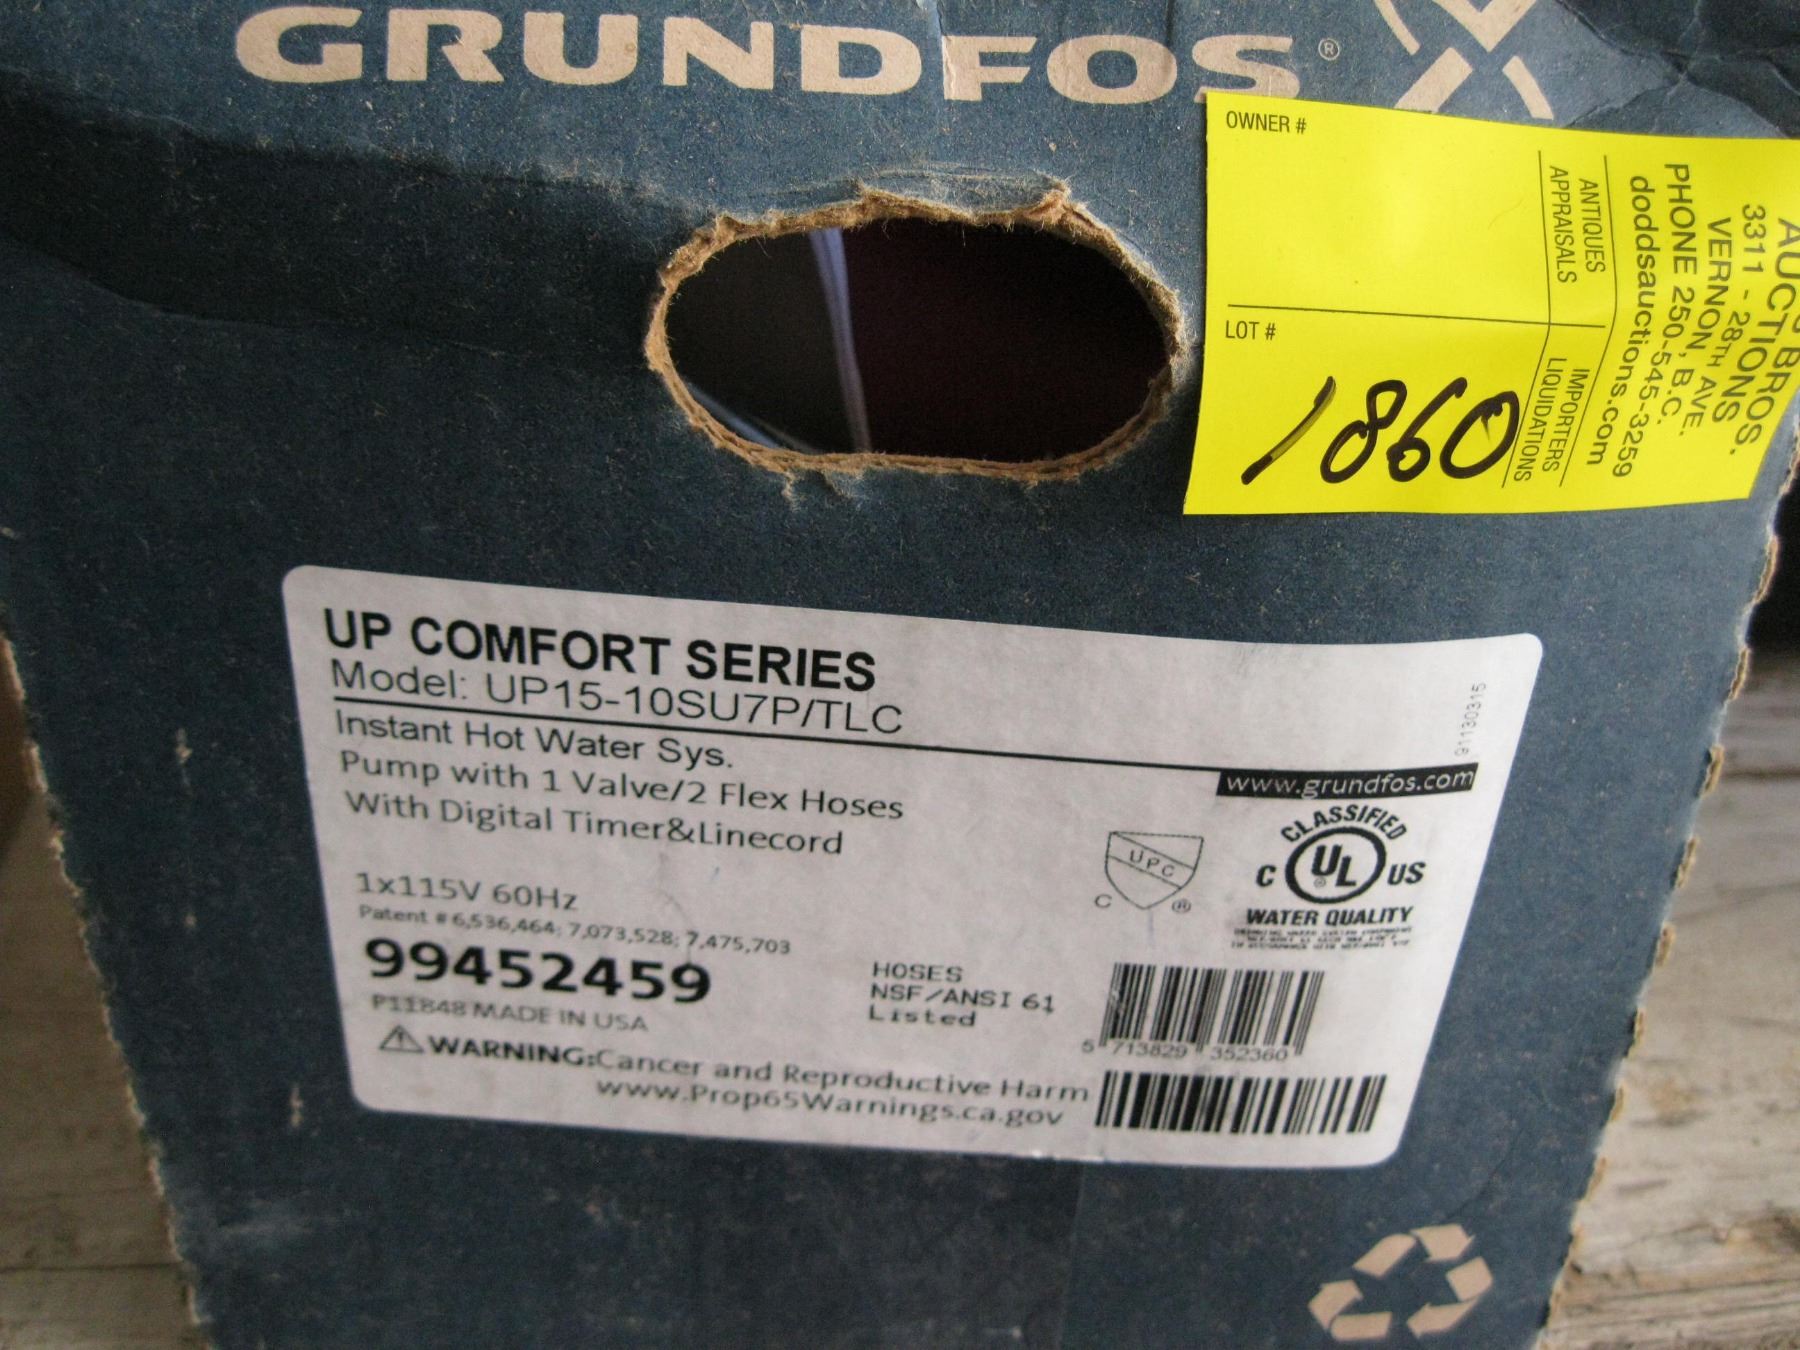 GRUNDFOS®
OWNER #
LOT #
1860
ANTIQUES
APPRAISALS
IMPORTERS
LIQUIDATIONS
BROS.
AUCTIONS
3311 - 28TH AVE.
VERNON, B.C.
PHONE 250-545-3259
doddsauctions.com
UP COMFORT SERIES
Model: UP15-10SU7P/TLC
Instant Hot Water Sys.
Pump with 1 Valve/2 Flex Hoses
With Digital Timer&Linecord
91130315
www.grundfos.com
1x115V 60Hz
Patent # 6,536,464; 7,073,528; 7,475,703
99452459
P11848 MADE IN USA
UPC
C ®
CLASSIFIED
C UL ® US
WATER QUALITY
HOSES
NSF/ANSI 61
Listed
5 713829 352360
WARNING:Cancer and Reproductive Harm
www.Prop65Warnings.ca.gov